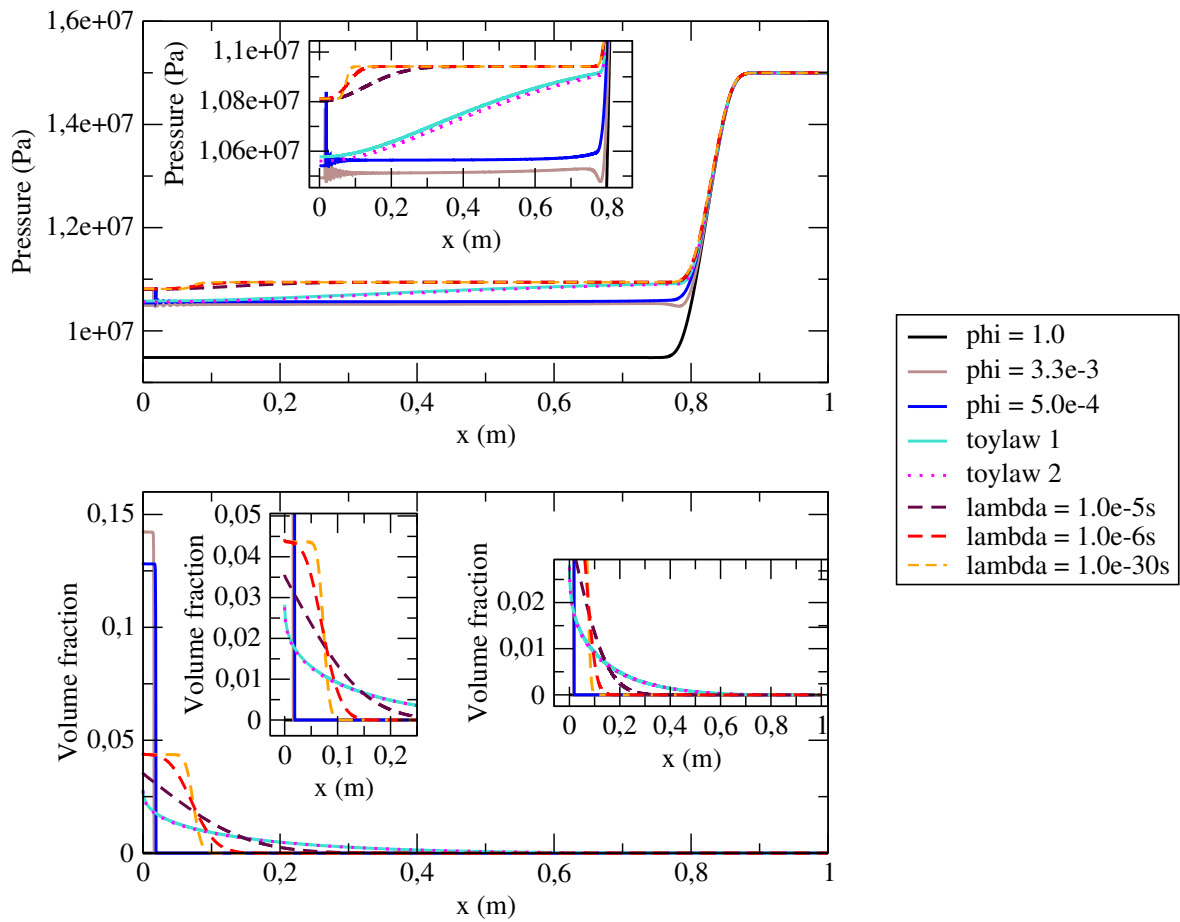 1,6e+07
1,4e+07
1,2e+07
1e+07
Pressure (Pa)
0 0,2 0,4 0,6 0,8 1
x (m)
1,1e+07
1,08e+07
1,06e+07
Pressure (Pa)
0 0,2 0,4 0,6 0,8
x (m)
phi = 1.0
phi = 3.3e-3
phi = 5.0e-4
toylaw 1
toylaw 2
lambda = 1.0e-5s
lambda = 1.0e-6s
lambda = 1.0e-30s
0.15
0,1
0,05
0
Volume fraction
0 0,2 0,4 0,6 0,8 1
x (m)
0,05
0,04
0,03
0,02
0,01
0
Volume fraction
0 0,1 0,2
x (m)
0,02
0,01
0
Volume fraction
0 0,2 0,4 0,6 0,8 1
x (m)